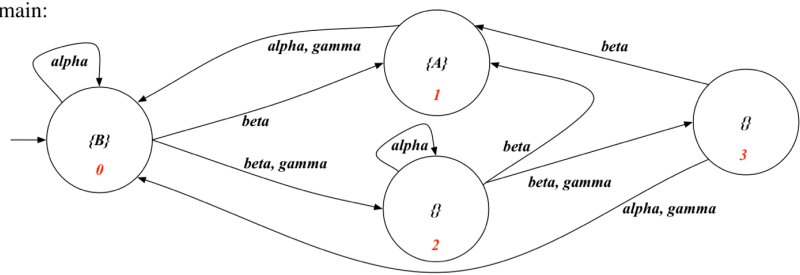 main:
alpha
alpha, gamma
beta
{A}
1
{B}
0
beta
beta, gamma
alpha
beta
{}
3
{}
2
beta, gamma
alpha, gamma